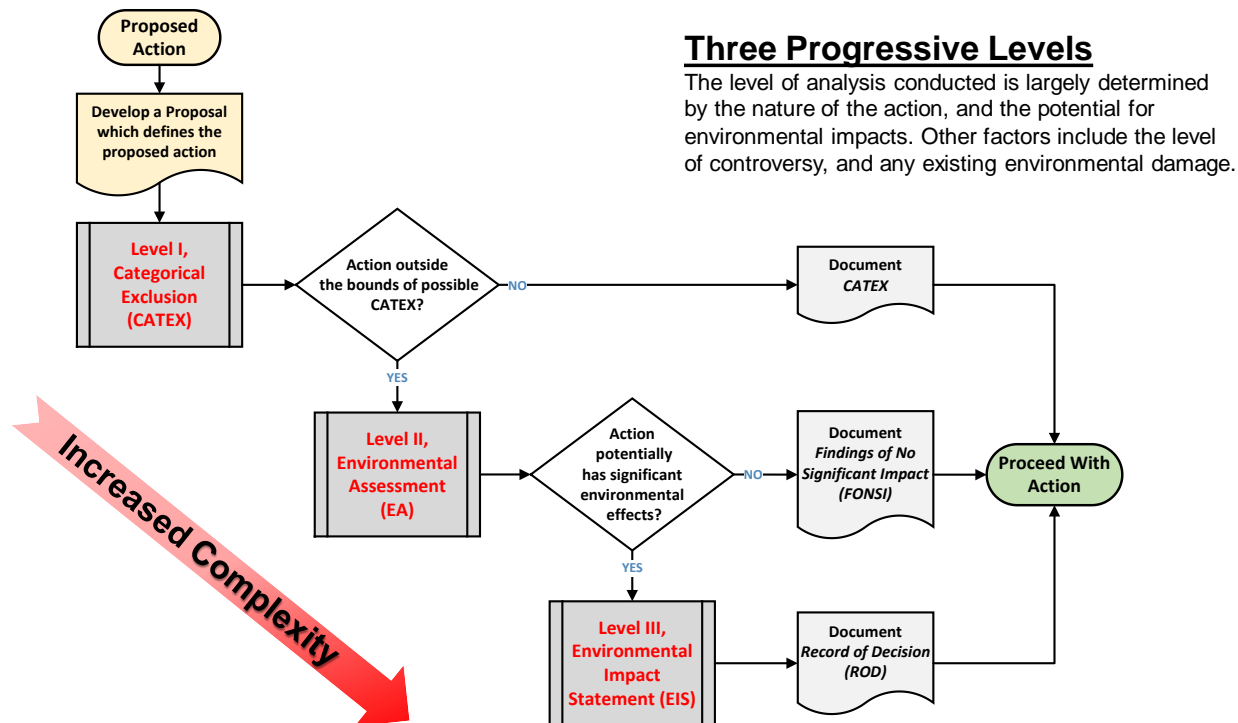 Proposed
Action
Three Progressive Levels
The level of analysis conducted is largely determined
by the nature of the action, and the potential for
environmental impacts. Other factors include the level
of controversy, and any existing environmental damage.
Develop a Proposal
which defines the
proposed action
Level I,
Categorical
Exclusion
(CATEX)
Action outside
the bounds of possible
CATEX?
NO
Document
CATEX
YES
Level II,
Environmental
Assessment
(EA)
Action
potentially
has significant
environmental
effects?
NO
Document
Findings of No
Significant Impact
(FONSI)
Proceed With
Action
YES
Level III,
Environmental
Impact
Statement (EIS)
Document
Record of Decision
(ROD)
Increased Complexity